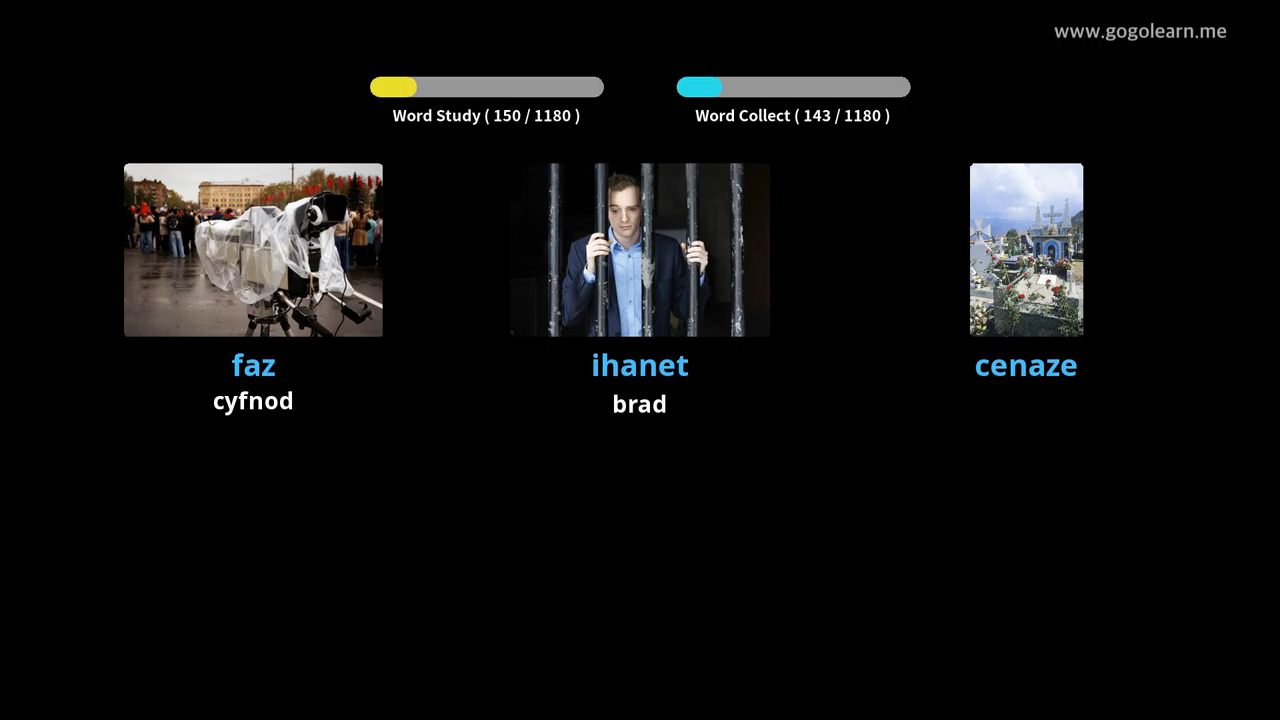 www.gogolearn.me
Word Study ( 150 / 1180 )
Word Collect ( 143 / 1180 )
faz
cyfnod
ihanet
brad
cenaze